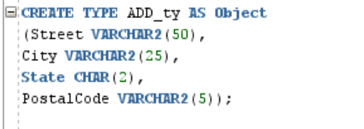 CREATE TYPE ADD_ty AS Object
(Street VARCHAR2(50),
City VARCHAR2(25),
State CHAR(2),
PostalCode VARCHAR2(5));